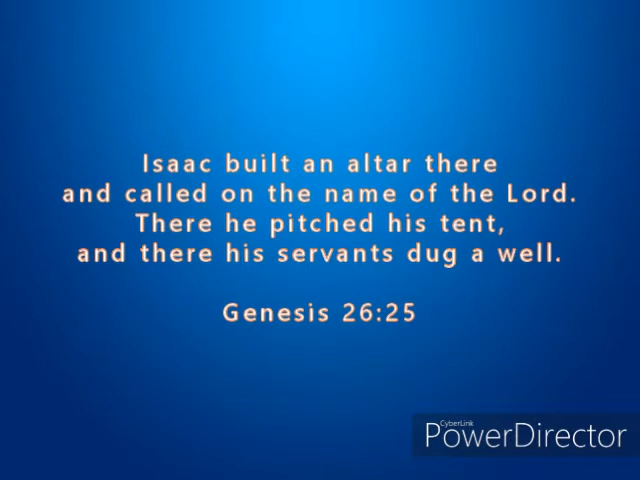 Isaac built an altar there
and called on the name of the Lord.
There he pitched his tent,
and there his servants dug a well.
Genesis 26:25
CyberLink
PowerDirector